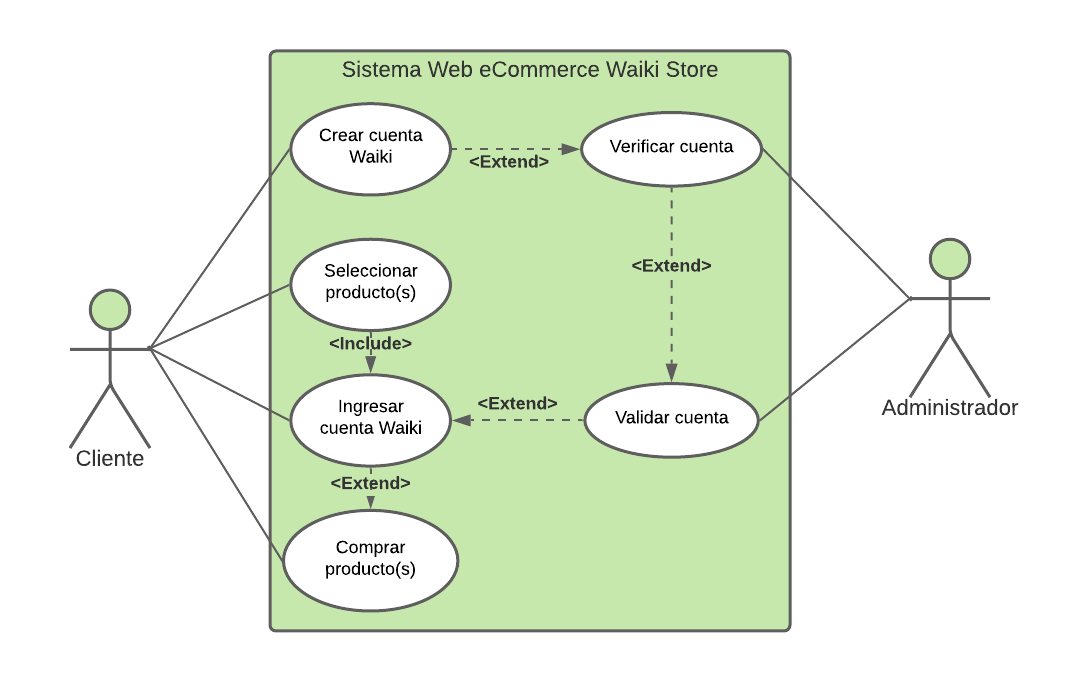 Sistema Web eCommerce Waiki Store
Crear cuenta
Waiki
<Extend>
Verificar cuenta
<Extend>
Seleccionar
producto(s)
<Include>
Ingresar
cuenta Waiki
<Extend>
Validar cuenta
<Extend>
Comprar
producto(s)
Cliente
Administrador